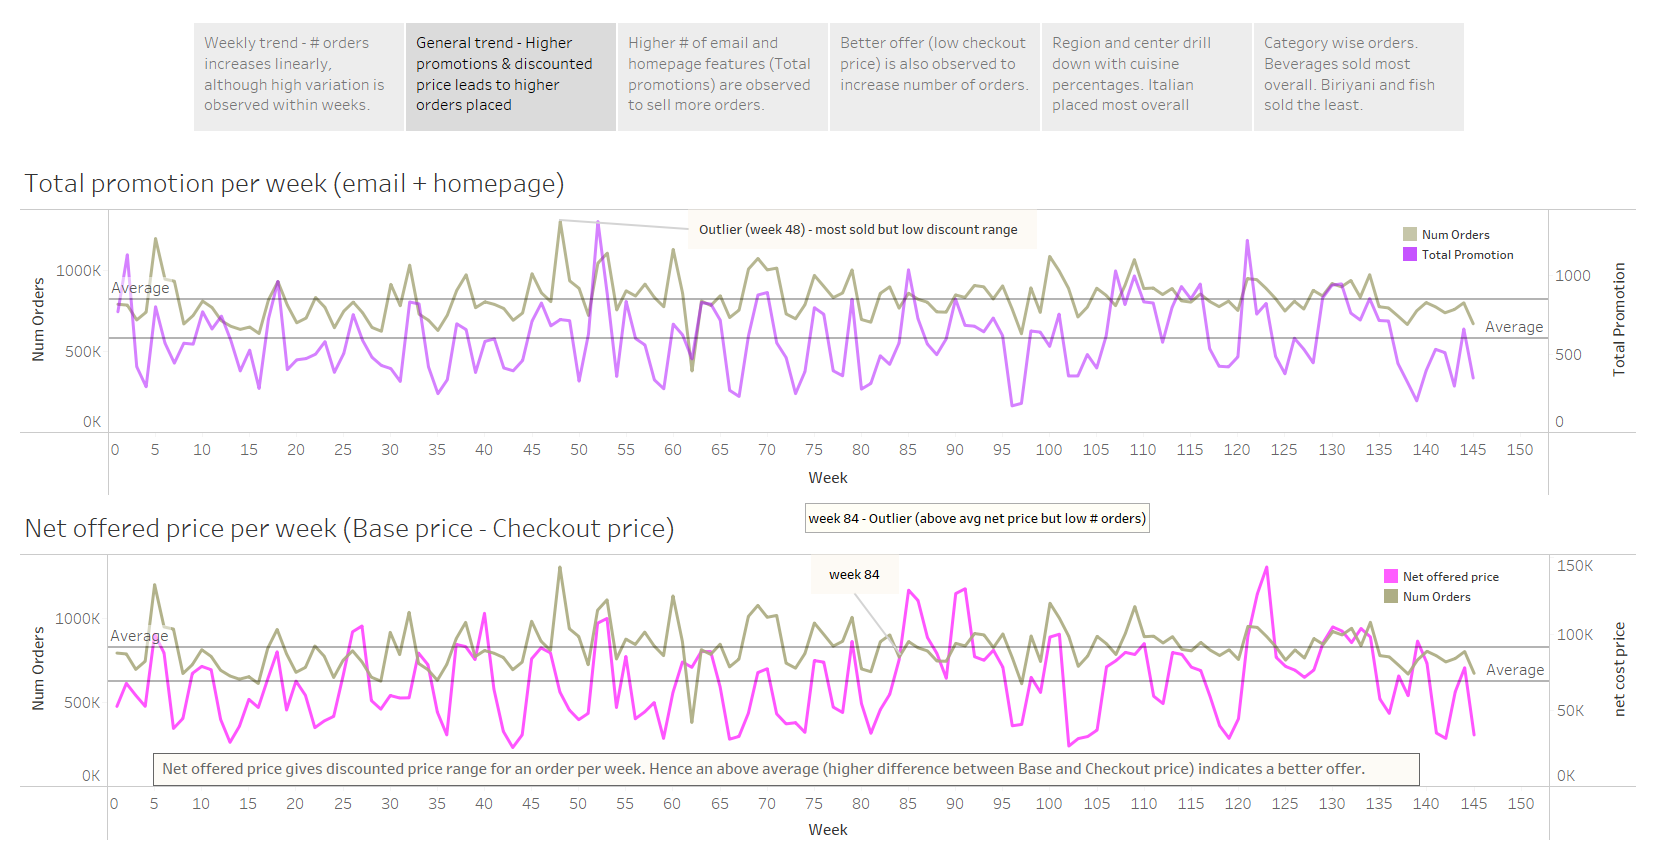 Weekly trend - # orders
increases linearly,
although high variation is
observed within weeks.
General trend - Higher
promotions & discounted
price leads to higher
orders placed
Higher # of email and
homepage features (Total
promotions) are observed
to sell more orders.
Better offer (low checkout
price) is also observed to
increase number of orders.
Region and center drill
down with cuisine
percentages. Italian
placed most overall
Category wise orders.
Beverages sold most
overall. Biriyani and fish
sold the least.
Total promotion per week (email + homepage)
Outlier (week 48) - most sold but low discount range
Num Orders
Total Promotion
Num Orders
1000K
500K
0K
Average
Average
1000
500
0
Total Promotion
0 5 10 15 20 25 30 35 40 45 50 55 60 65 70 75 80 85 90 95 100 105 110 115 120 125 130 135 140 145 150
Week
week 84 - Outlier (above avg net price but low # orders)
Net offered price per week (Base price - Checkout price)
week 84
Net offered price
Num Orders
Num Orders
1000K
500K
0K
Average
Average
150K
100K
50K
0K
net cost price
Net offered price gives discounted price range for an order per week. Hence an above average (higher difference between Base and Checkout price) indicates a better offer.
0 5 10 15 20 25 30 35 40 45 50 55 60 65 70 75 80 85 90 95 100 105 110 115 120 125 130 135 140 145 150
Week